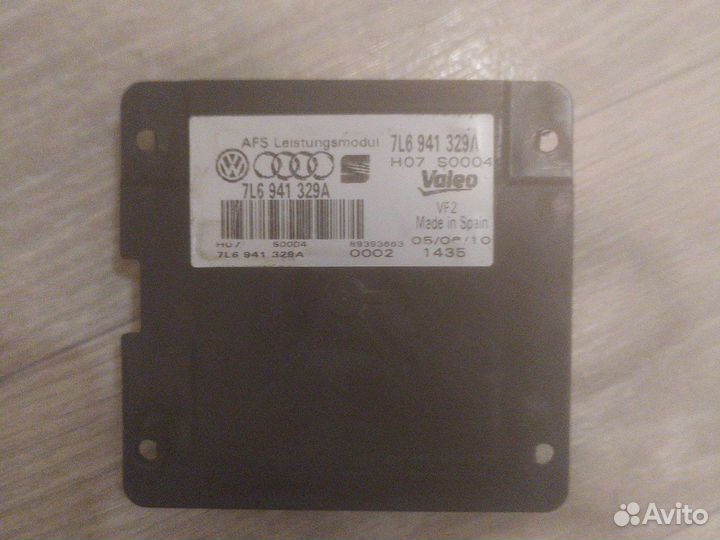 AFS Leistungsmodul 7L6 941 329A
H07 S0004
7L6 941 329A
Valeo
VF2
Made in Spain
H07 S0004 89393663 05/08/10
7L6 941 329A 0002 1435
Avito